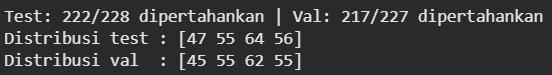 Test: 222/228 dipertahankan | Val: 217/227 dipertahankan
Distribusi test : [47 55 64 56]
Distribusi val  : [45 55 62 55]